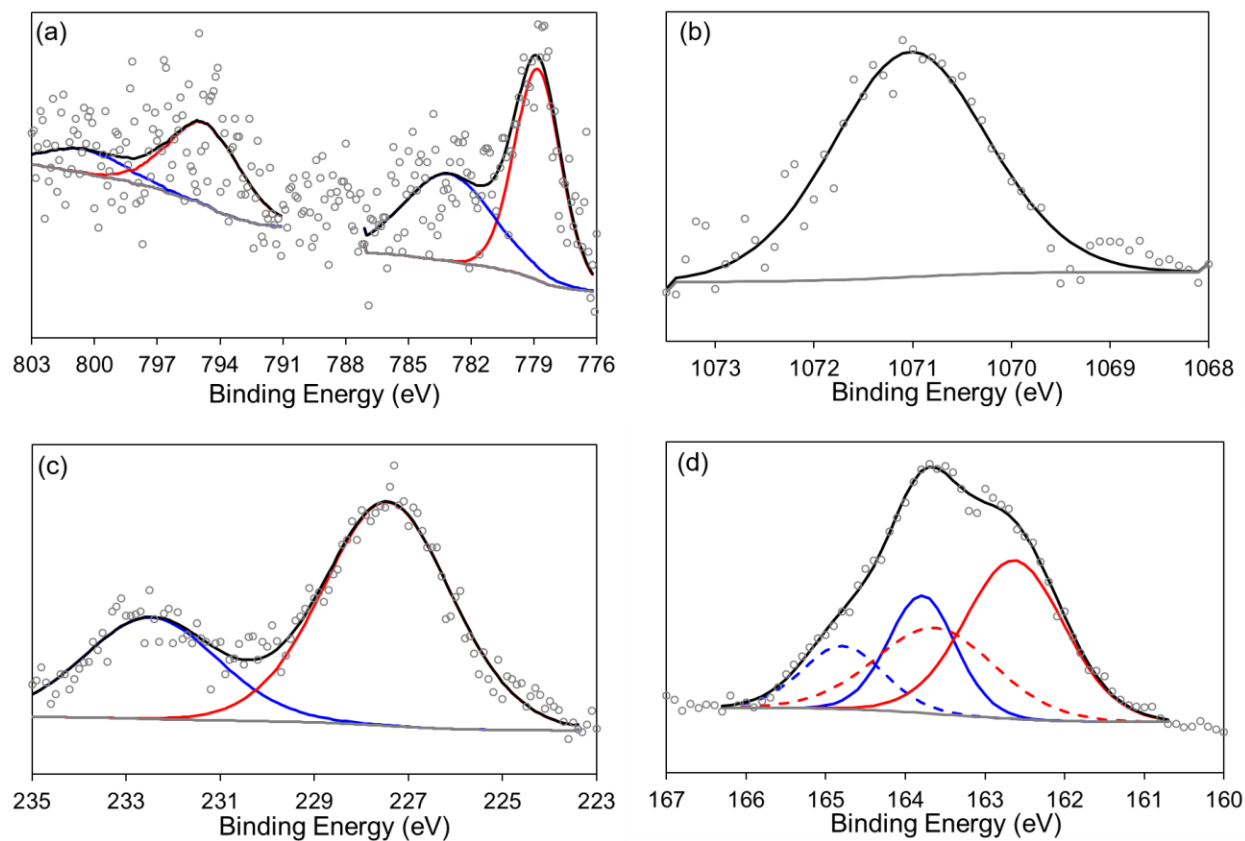 (a)
803 800 797 794 791 788 785 782 779 776
Binding Energy (eV)
(b)
1073 1072 1071 1070 1069 1068
Binding Energy (eV)
(c)
235 233 231 229 227 225 223
Binding Energy (eV)
(d)
167 166 165 164 163 162 161 160
Binding Energy (eV)